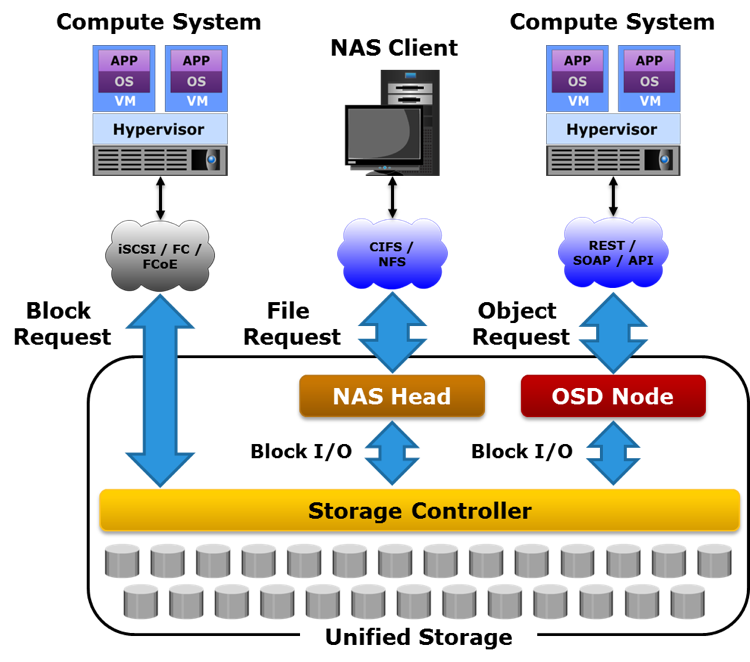 Compute System
NAS Client
Compute System
APP
APP
OS
OS
VM
VM
Hypervisor
APP
APP
OS
OS
VM
VM
Hypervisor
iSCSI / FC /
FCoE
CIFS /
NFS
REST /
SOAP / API
Block
Request
File
Request
Object
Request
NAS Head
OSD Node
Block I/O
Block I/O
Storage Controller
Unified Storage